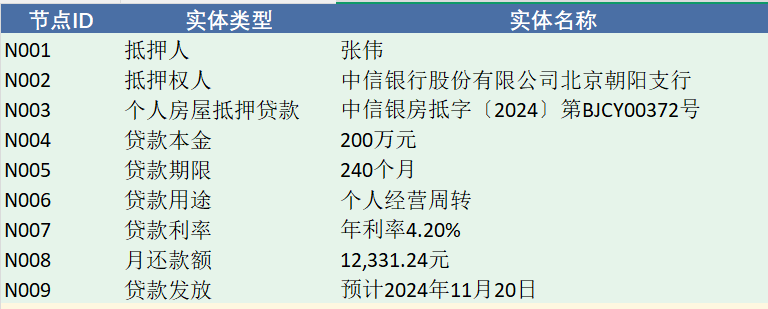 节点ID 实体类型 实体名称
N001 抵押人 张伟
N002 抵押权人 中信银行股份有限公司北京朝阳支行
N003 个人房屋抵押贷款 中信银房抵字〔2024〕第BJCY00372号
N004 贷款本金 200万元
N005 贷款期限 240个月
N006 贷款用途 个人经营周转
N007 贷款利率 年利率4.20%
N008 月还款额 12,331.24元
N009 贷款发放 预计2024年11月20日